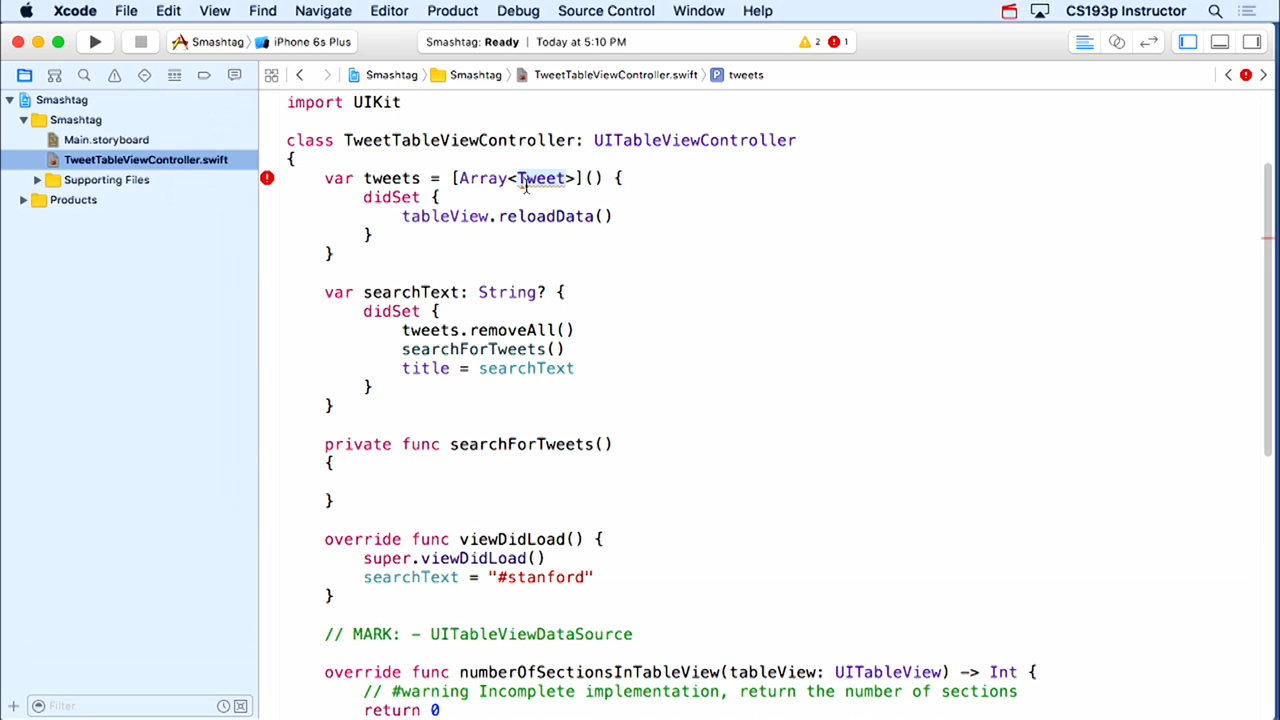 Xcode File Edit View Find Navigate Editor Product Debug Source Control Window Help CS193p Instructor
Smashtag iPhone 6s Plus Smashtag: Ready Today at 5:10 PM 2 1
Smashtag Smashtag TweetTableViewController.swift P tweets
Smashtag
Smashtag
Main.storyboard
TweetTableViewController.swift
Supporting Files
Products
Filter
import UIKit
class TweetTableViewController: UITableViewController
{
var tweets = [Array<Tweet>]() {
didSet {
tableView.reloadData()
}
}
var searchText: String? {
didSet {
tweets.removeAll()
searchForTweets()
title = searchText
}
}
private func searchForTweets()
{
}
override func viewDidLoad() {
super.viewDidLoad()
searchText = "#stanford"
}
// MARK: - UITableViewDataSource
override func numberOfSectionsInTableView(tableView: UITableView) -> Int {
// #warning Incomplete implementation, return the number of sections
return 0